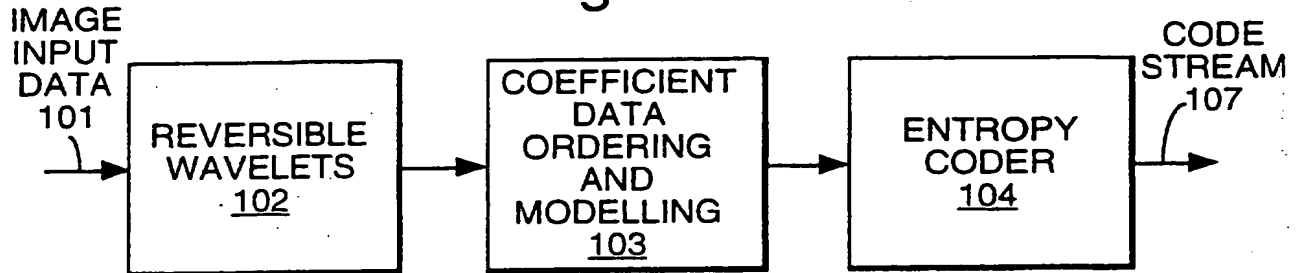 IMAGE
INPUT
DATA
101
REVERSIBLE
WAVELETS
102
COEFFICIENT
DATA
ORDERING
AND
MODELLING
103
ENTROPY
CODER
104
CODE
STREAM
107